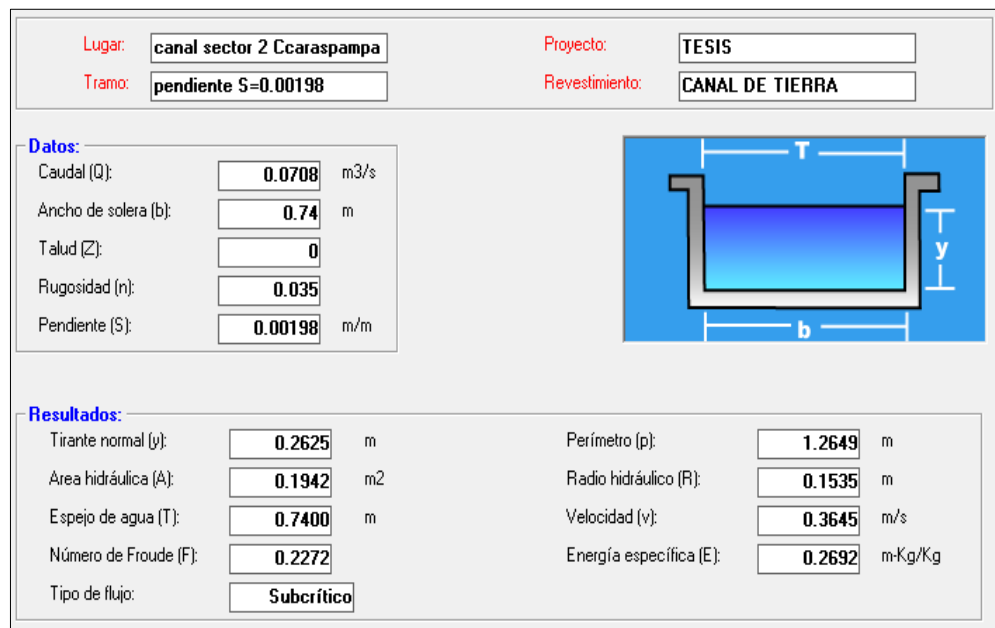 Lugar: canal sector 2 Ccaraspampa Proyecto: TESIS
Tramo: pendiente S=0.00198 Revestimiento: CANAL DE TIERRA
Datos:
Caudal (Q): 0.0708 m3/s
Ancho de solera (b): 0.74 m
Talud (Z): 0
Rugosidad (n): 0.035
Pendiente (S): 0.00198 m/m
T
y
b
Resultados:
Tirante normal (y): 0.2625 m Perímetro (p): 1.2649 m
Area hidráulica (A): 0.1942 m2 Radio hidráulico (R): 0.1535 m
Espejo de agua (T): 0.7400 m Velocidad (v): 0.3645 m/s
Número de Froude (F): 0.2272 Energía específica (E): 0.2692 m-Kg/Kg
Tipo de flujo: Subcrítico